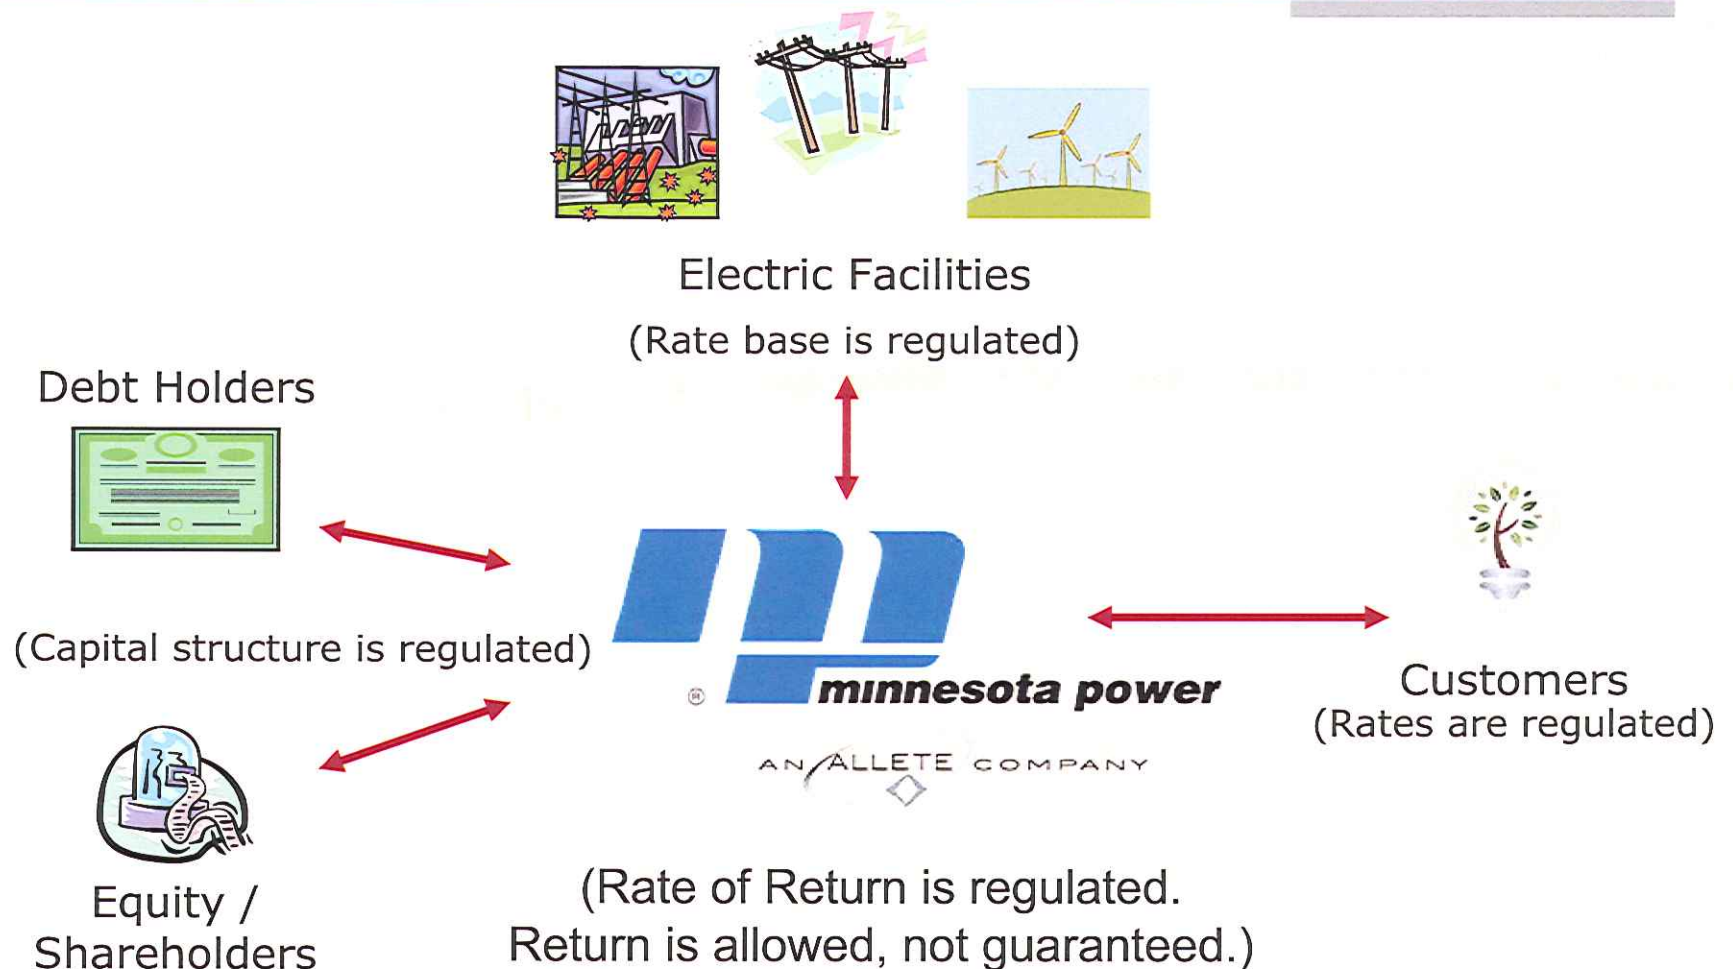 Electric Facilities
(Rate base is regulated)
Debt Holders
(Capital structure is regulated)
® minnesota power
AN ALLETE COMPANY
Customers
(Rates are regulated)
Equity /
Shareholders
(Rate of Return is regulated.
Return is allowed, not guaranteed.)